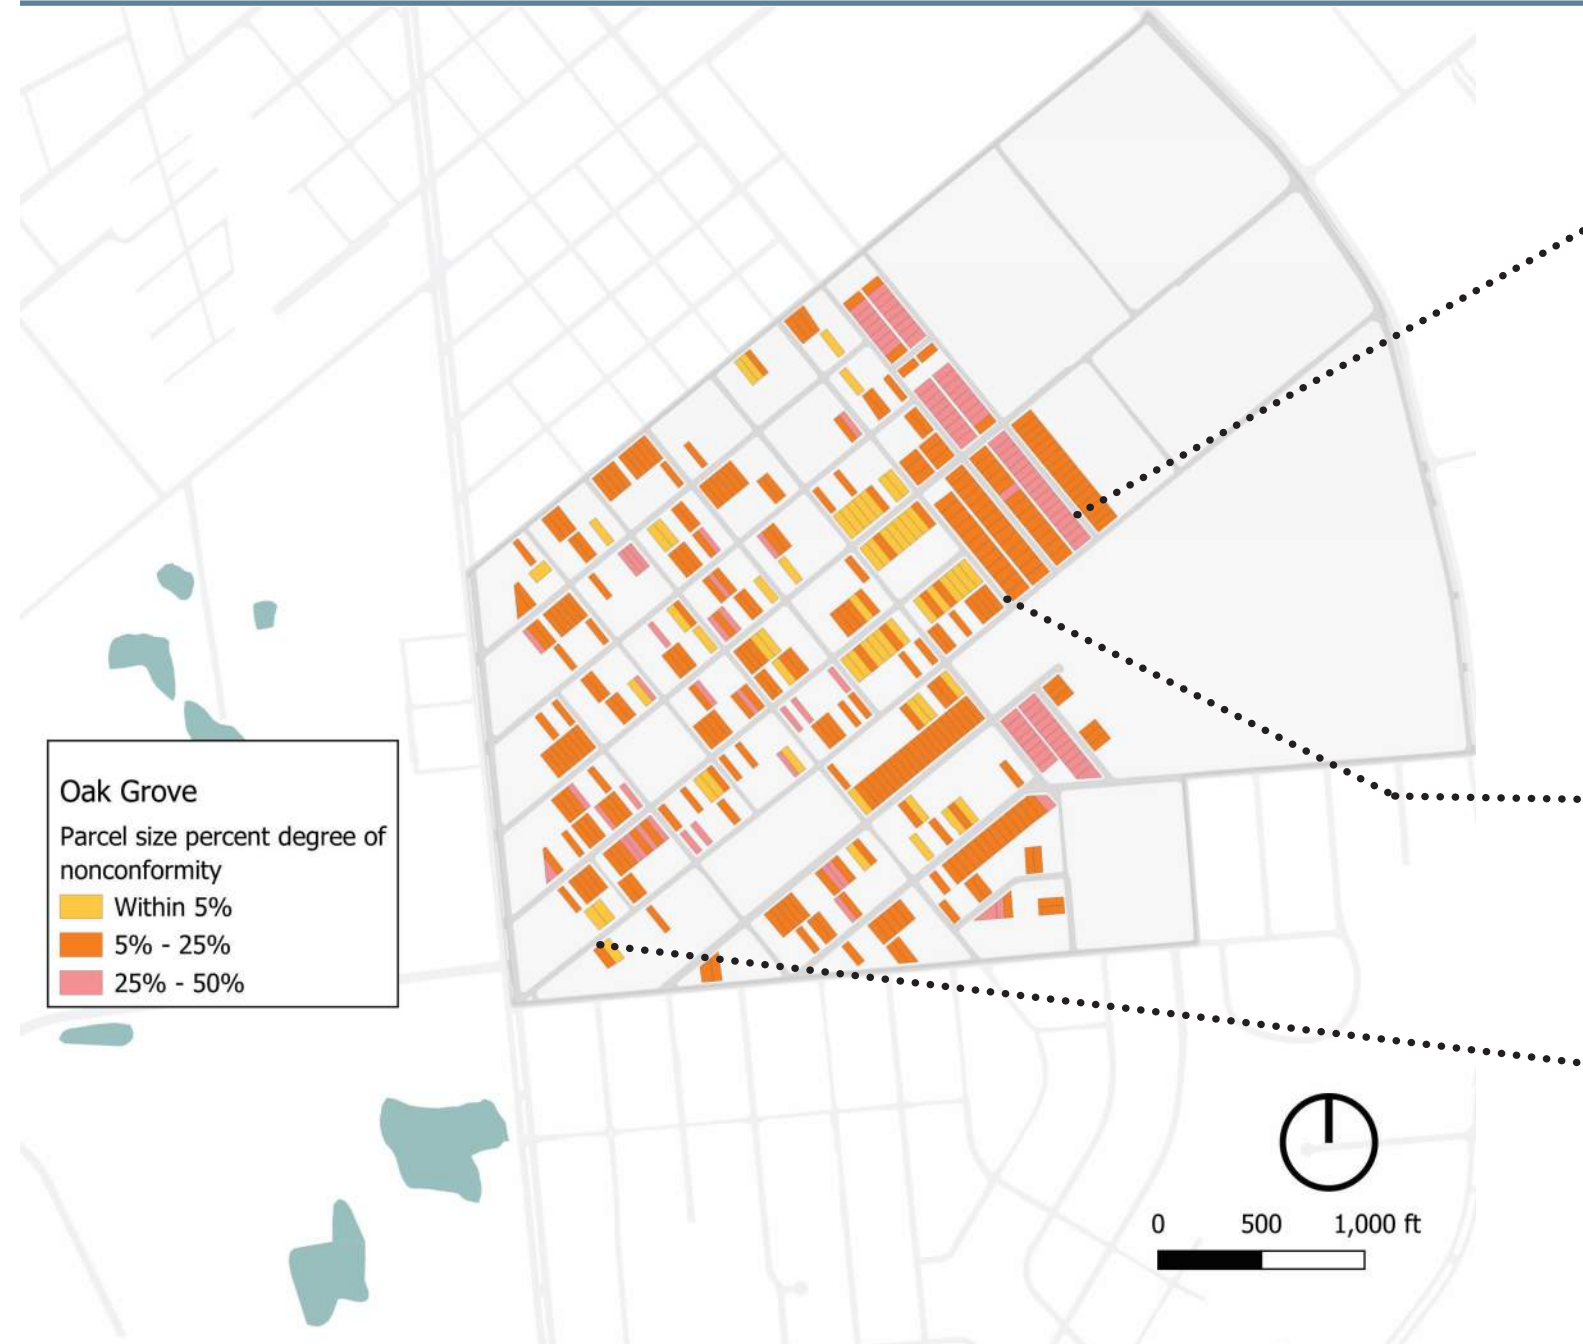 Oak Grove
Parcel size percent degree of
nonconformity
Within 5%
5% - 25%
25% - 50%
0 500 1,000 ft